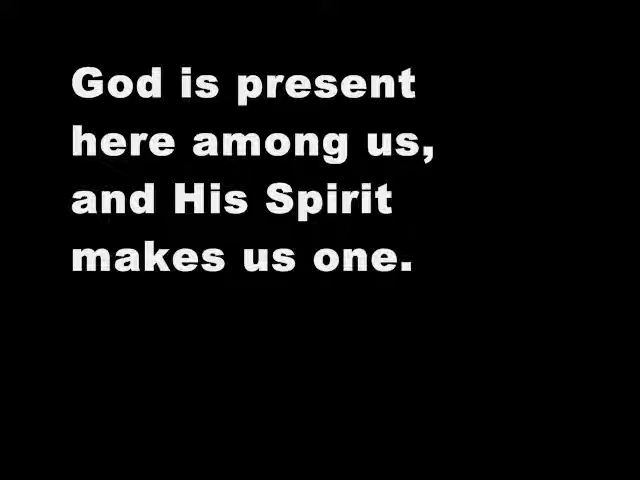 God is present
here among us,
and His Spirit
makes us one.